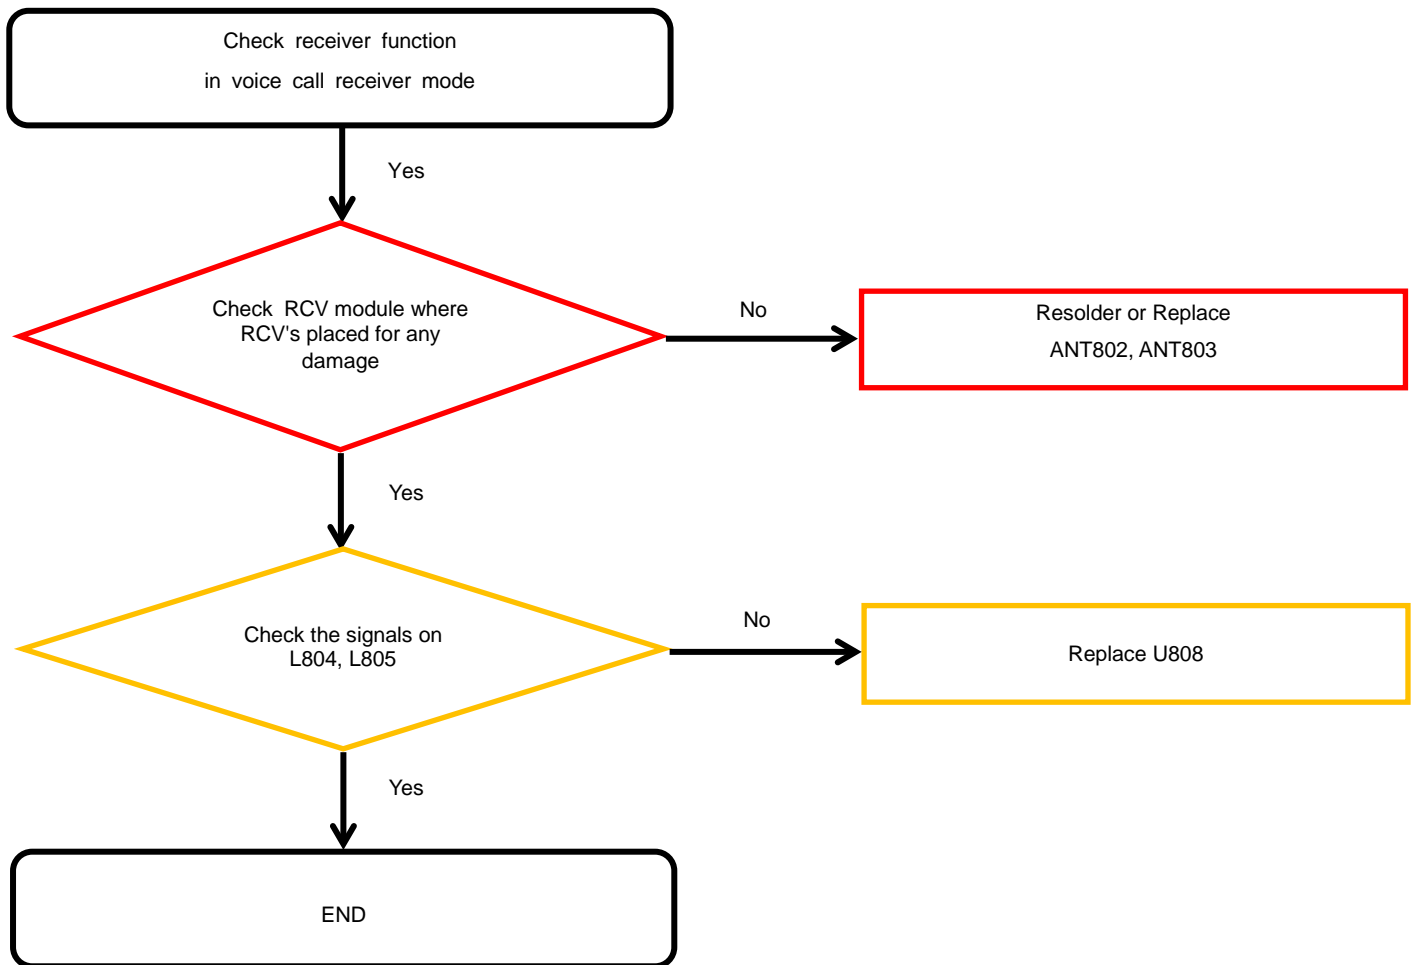 Check receiver function
in voice call receiver mode
Yes
Check RCV module where
RCV's placed for any
damage
No
Resolder or Replace
ANT802, ANT803
Yes
Check the signals on
L804, L805
No
Replace U808
Yes
END